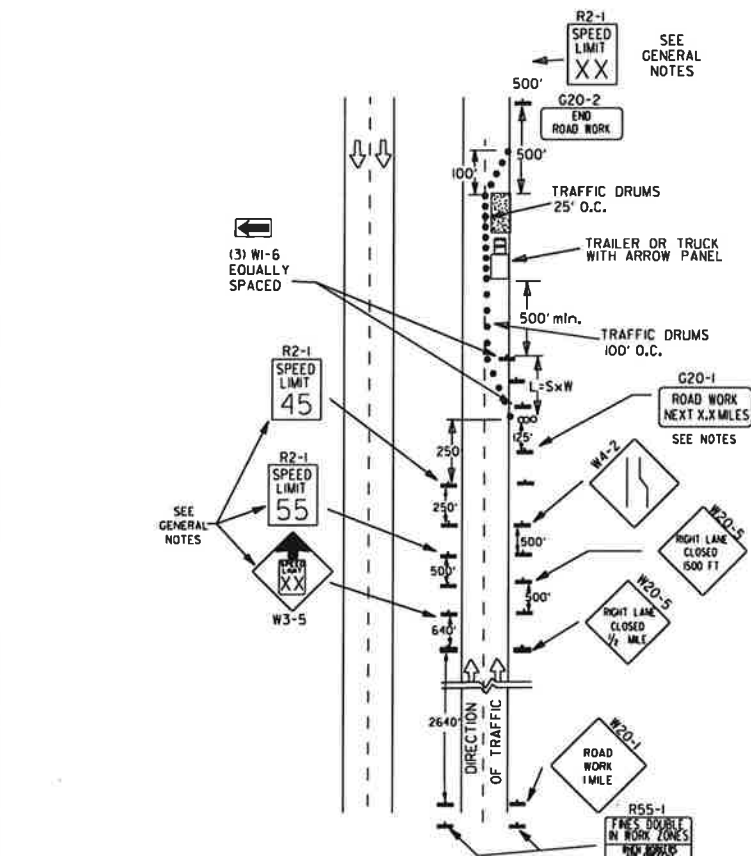 R2-1
SPEED
LIMIT
XX
SEE
GENERAL
NOTES
500'
G20-2
END
ROAD WORK
500'
100'
TRAFFIC DRUMS
25' O.C.
TRAILER OR TRUCK
WITH ARROW PANEL
(3) W1-6
EQUALLY
SPACED
500' min.
TRAFFIC DRUMS
100' O.C.
R2-1
SPEED
LIMIT
45
L=SxW
G20-1
ROAD WORK
NEXT X.X MILES
SEE NOTES
125'
250
W4-2
R2-1
SPEED
LIMIT
55
250'
SEE
GENERAL
NOTES
500'
W20-5
RIGHT LANE
CLOSED
1500 FT
SPEED
LIMIT
XX
W3-5
500'
500'
W20-5
RIGHT LANE
CLOSED
1/2 MILE
640'
2640'
DIRECTION
OF TRAFFIC
W20-1
ROAD
WORK
1 MILE
R55-1
FINES DOUBLE
IN WORK ZONES
WHEN WORKERS